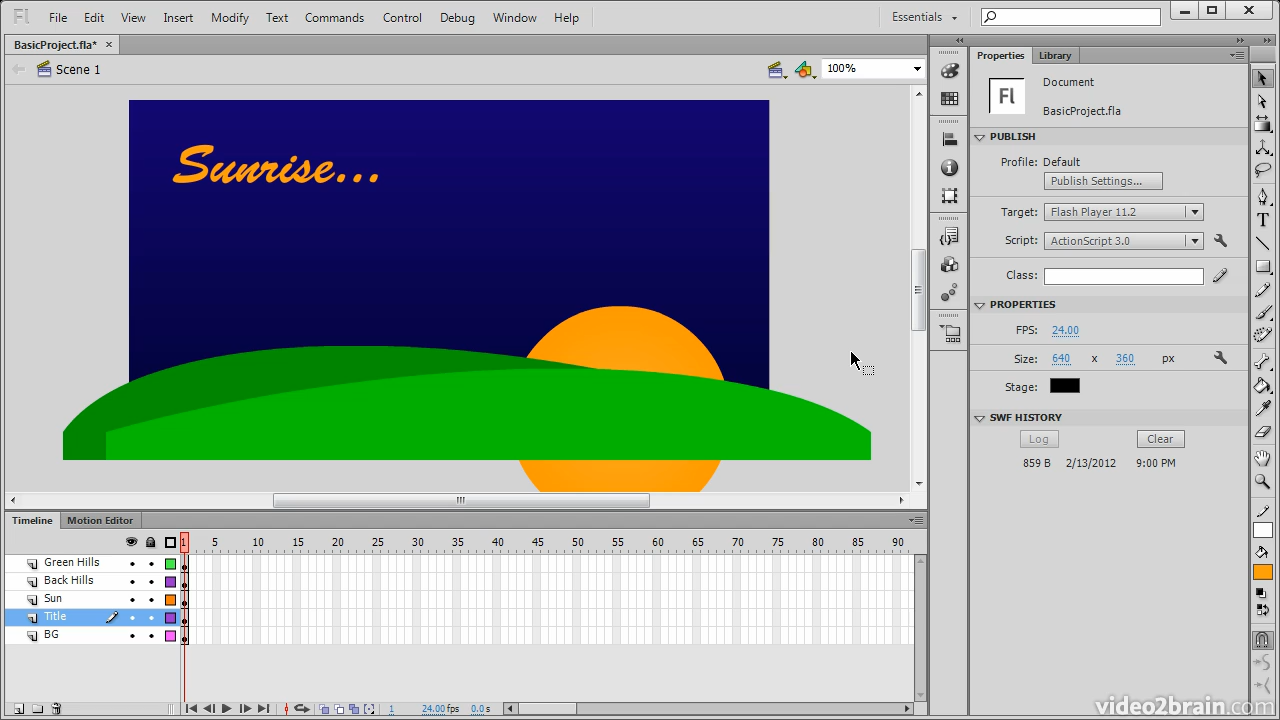 Fl File Edit View Insert Modify Text Commands Control Debug Window Help Essentials
BasicProject.fla* ×
Scene 1 100%
Sunrise...
Properties Library
Fl Document
BasicProject.fla
PUBLISH
Profile: Default
Publish Settings...
Target: Flash Player 11.2
Script: ActionScript 3.0
Class:
PROPERTIES
FPS: 24.00
Size: 640 x 360 px
Stage:
SWF HISTORY
Log Clear
859 B 2/13/2012 9:00 PM
Timeline Motion Editor
1 5 10 15 20 25 30 35 40 45 50 55 60 65 70 75 80 85 90
Green Hills
Back Hills
Sun
Title
BG
1 24.00 fps 0.0 s
video2brain.com